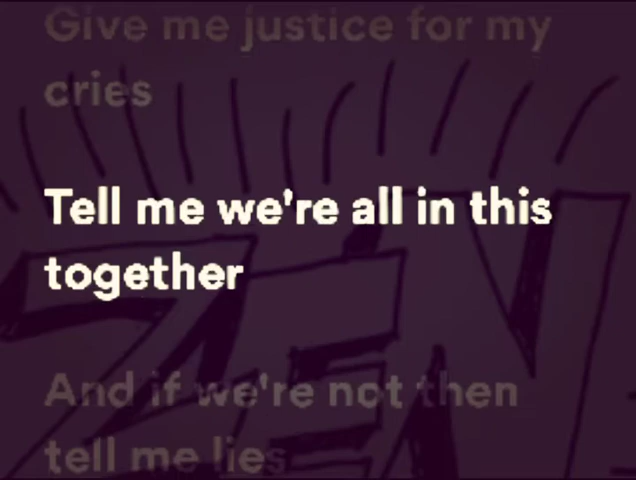 Give me justice for my
cries
Tell me we're all in this
together
And if we're not then
tell me lies
ZEN